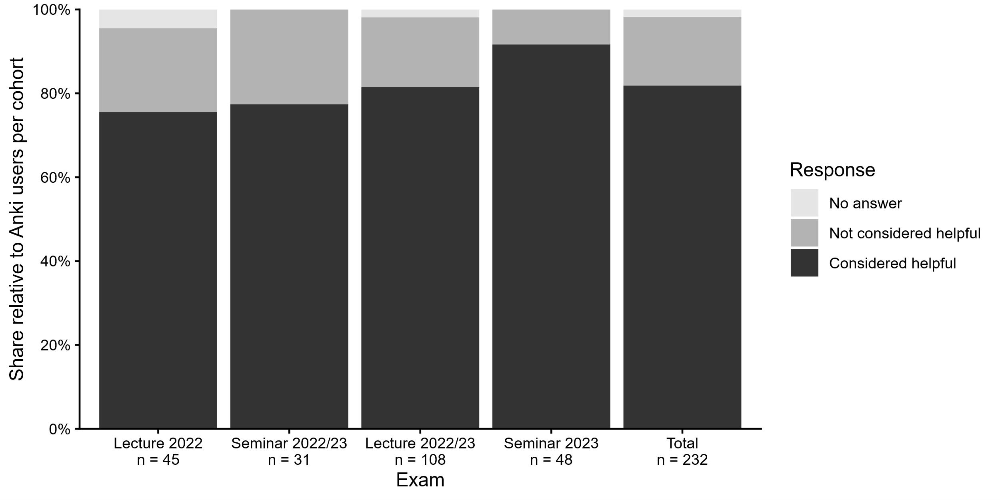 Share relative to Anki users per cohort
100%
80%
60%
40%
20%
0%
Lecture 2022
n = 45
Seminar 2022/23
n = 31
Lecture 2022/23
n = 108
Seminar 2023
n = 48
Total
n = 232
Exam
Response
No answer
Not considered helpful
Considered helpful